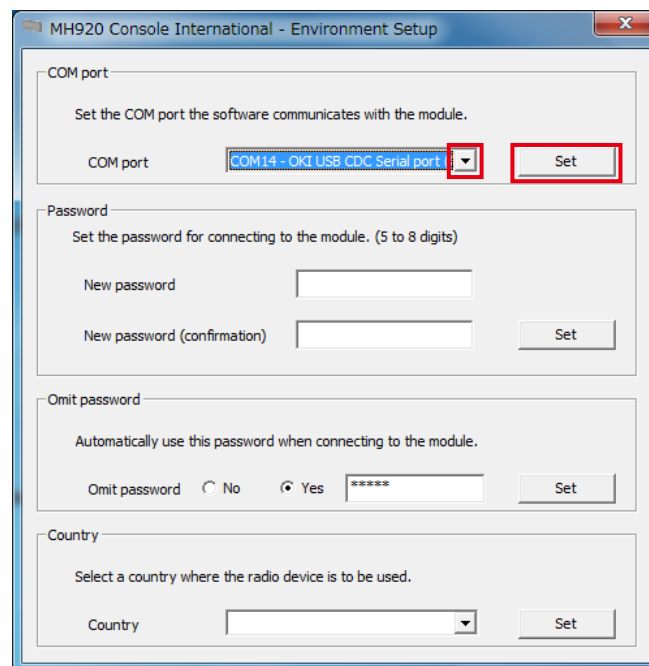 MH920 Console International - Environment Setup
COM port
Set the COM port the software communicates with the module.
COM port COM14 - OKI USB CDC Serial port ( Set
Password
Set the password for connecting to the module. (5 to 8 digits)
New password
New password (confirmation) Set
Omit password
Automatically use this password when connecting to the module.
Omit password No Yes ***** Set
Country
Select a country where the radio device is to be used.
Country Set